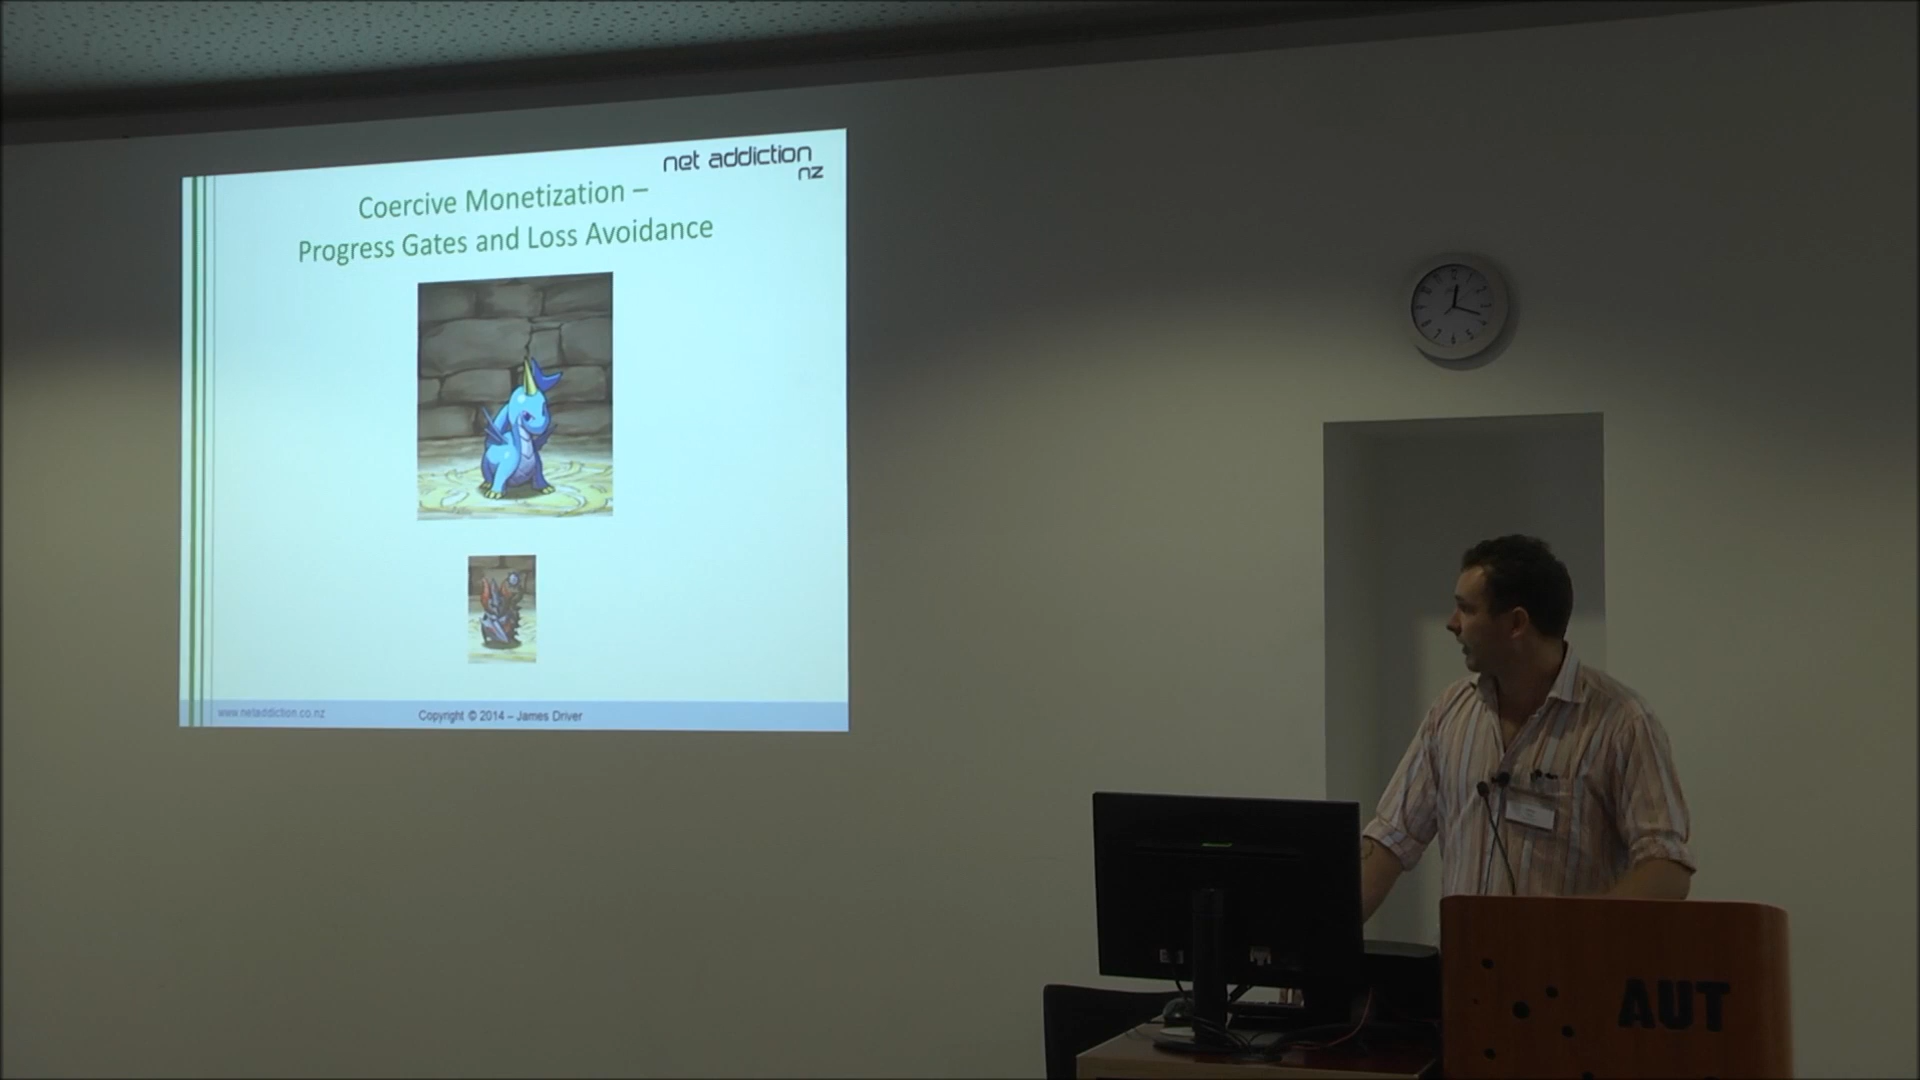 net addiction
nz
Coercive Monetization –
Progress Gates and Loss Avoidance
www.netaddiction.co.nz
Copyright © 2014 – James Driver
AUT